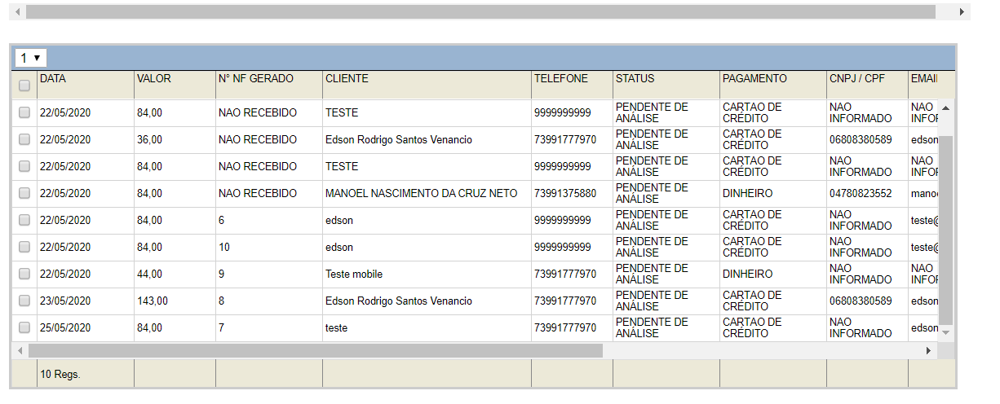 1
DATA VALOR N° NF GERADO CLIENTE TELEFONE STATUS PAGAMENTO CNPJ / CPF EMAI
22/05/2020 84,00 NAO RECEBIDO TESTE 9999999999 PENDENTE DE ANÁLISE CARTAO DE CRÉDITO NAO INFORMADO NAO INFOR
22/05/2020 36,00 NAO RECEBIDO Edson Rodrigo Santos Venancio 73991777970 PENDENTE DE ANÁLISE CARTAO DE CRÉDITO 06808380589 edson
22/05/2020 84,00 NAO RECEBIDO TESTE 9999999999 PENDENTE DE ANÁLISE CARTAO DE CRÉDITO NAO INFORMADO NAO INFOR
22/05/2020 84,00 NAO RECEBIDO MANOEL NASCIMENTO DA CRUZ NETO 73991375880 PENDENTE DE ANÁLISE DINHEIRO 04780823552 mano
22/05/2020 84,00 6 edson 9999999999 PENDENTE DE ANÁLISE CARTAO DE CRÉDITO NAO INFORMADO teste@
22/05/2020 84,00 10 edson 9999999999 PENDENTE DE ANÁLISE CARTAO DE CRÉDITO NAO INFORMADO teste@
22/05/2020 44,00 9 Teste mobile 73991777970 PENDENTE DE ANÁLISE DINHEIRO NAO INFORMADO NAO INFOR
23/05/2020 143,00 8 Edson Rodrigo Santos Venancio 73991777970 PENDENTE DE ANÁLISE CARTAO DE CRÉDITO 06808380589 edson
25/05/2020 84,00 7 teste 73991777970 PENDENTE DE ANÁLISE CARTAO DE CRÉDITO NAO INFORMADO edson
10 Regs.